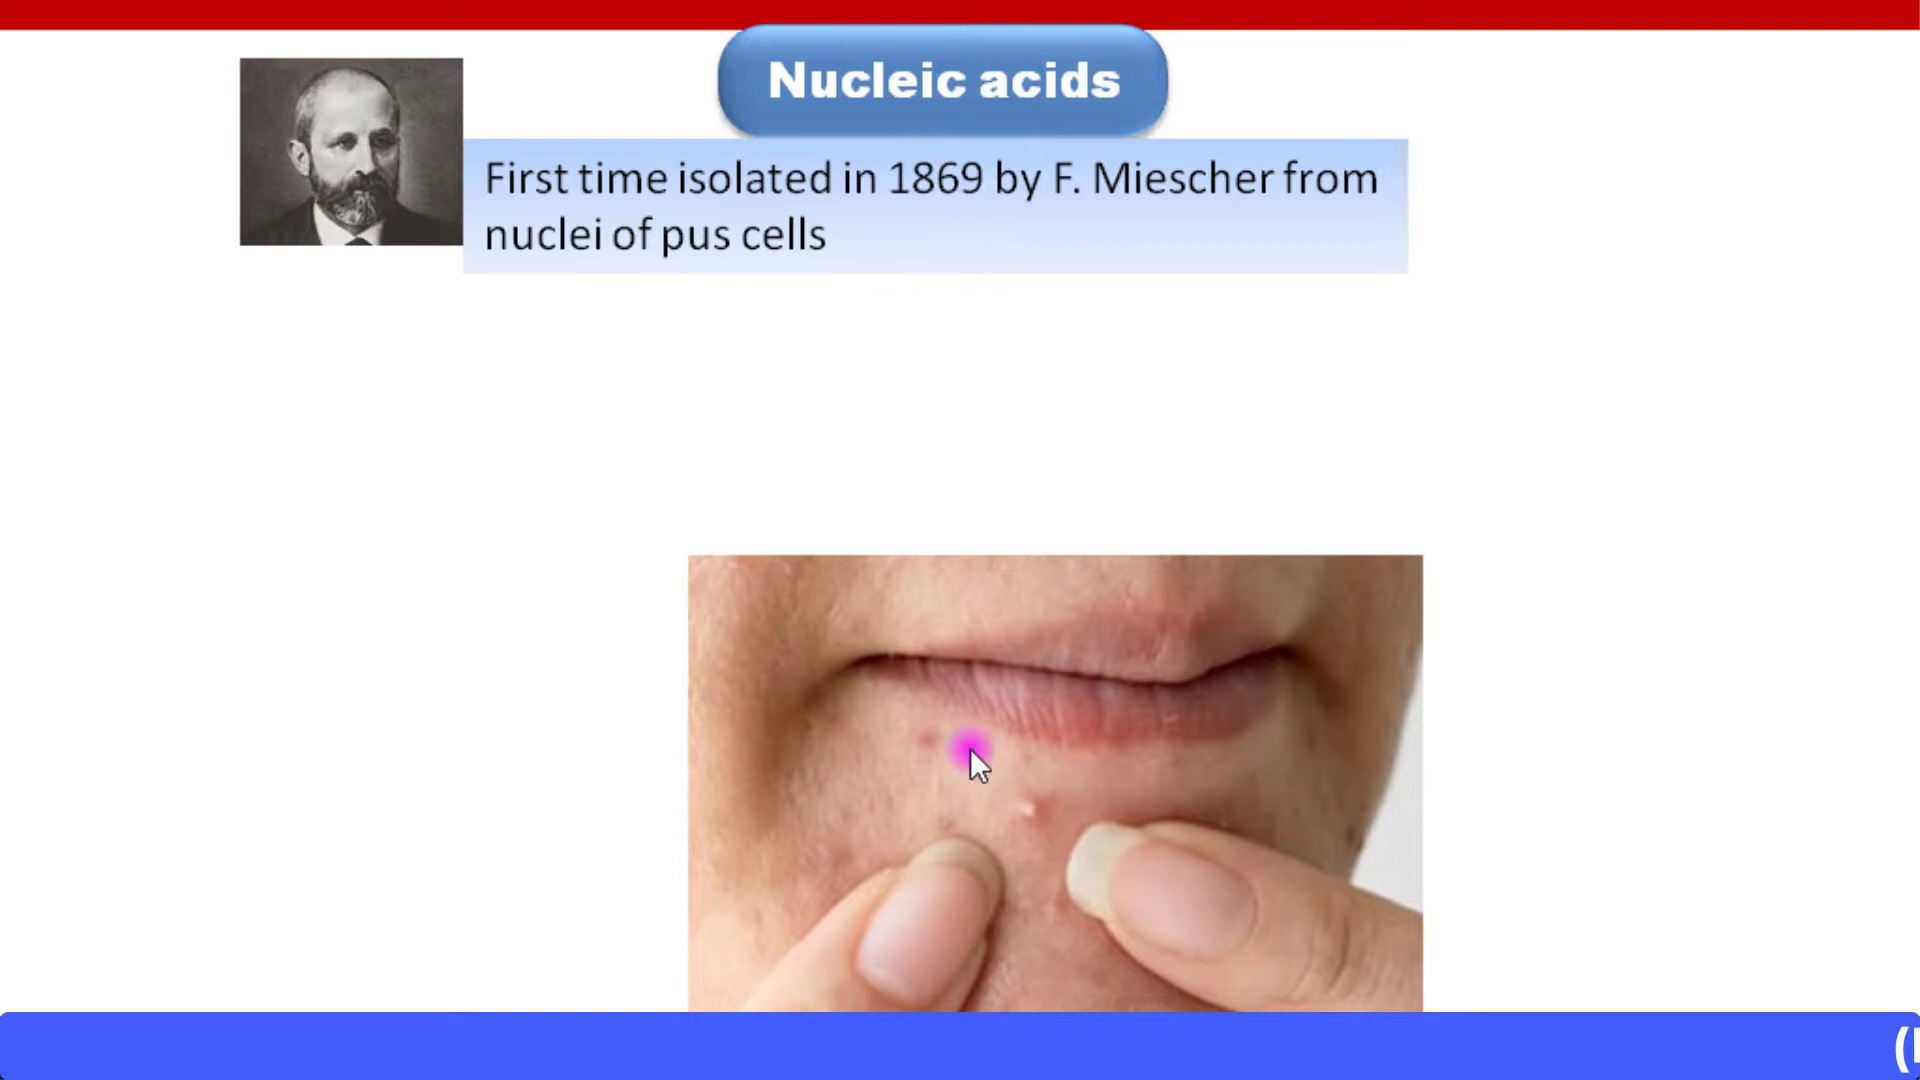 Nucleic acids
First time isolated in 1869 by F. Miescher from
nuclei of pus cells
(